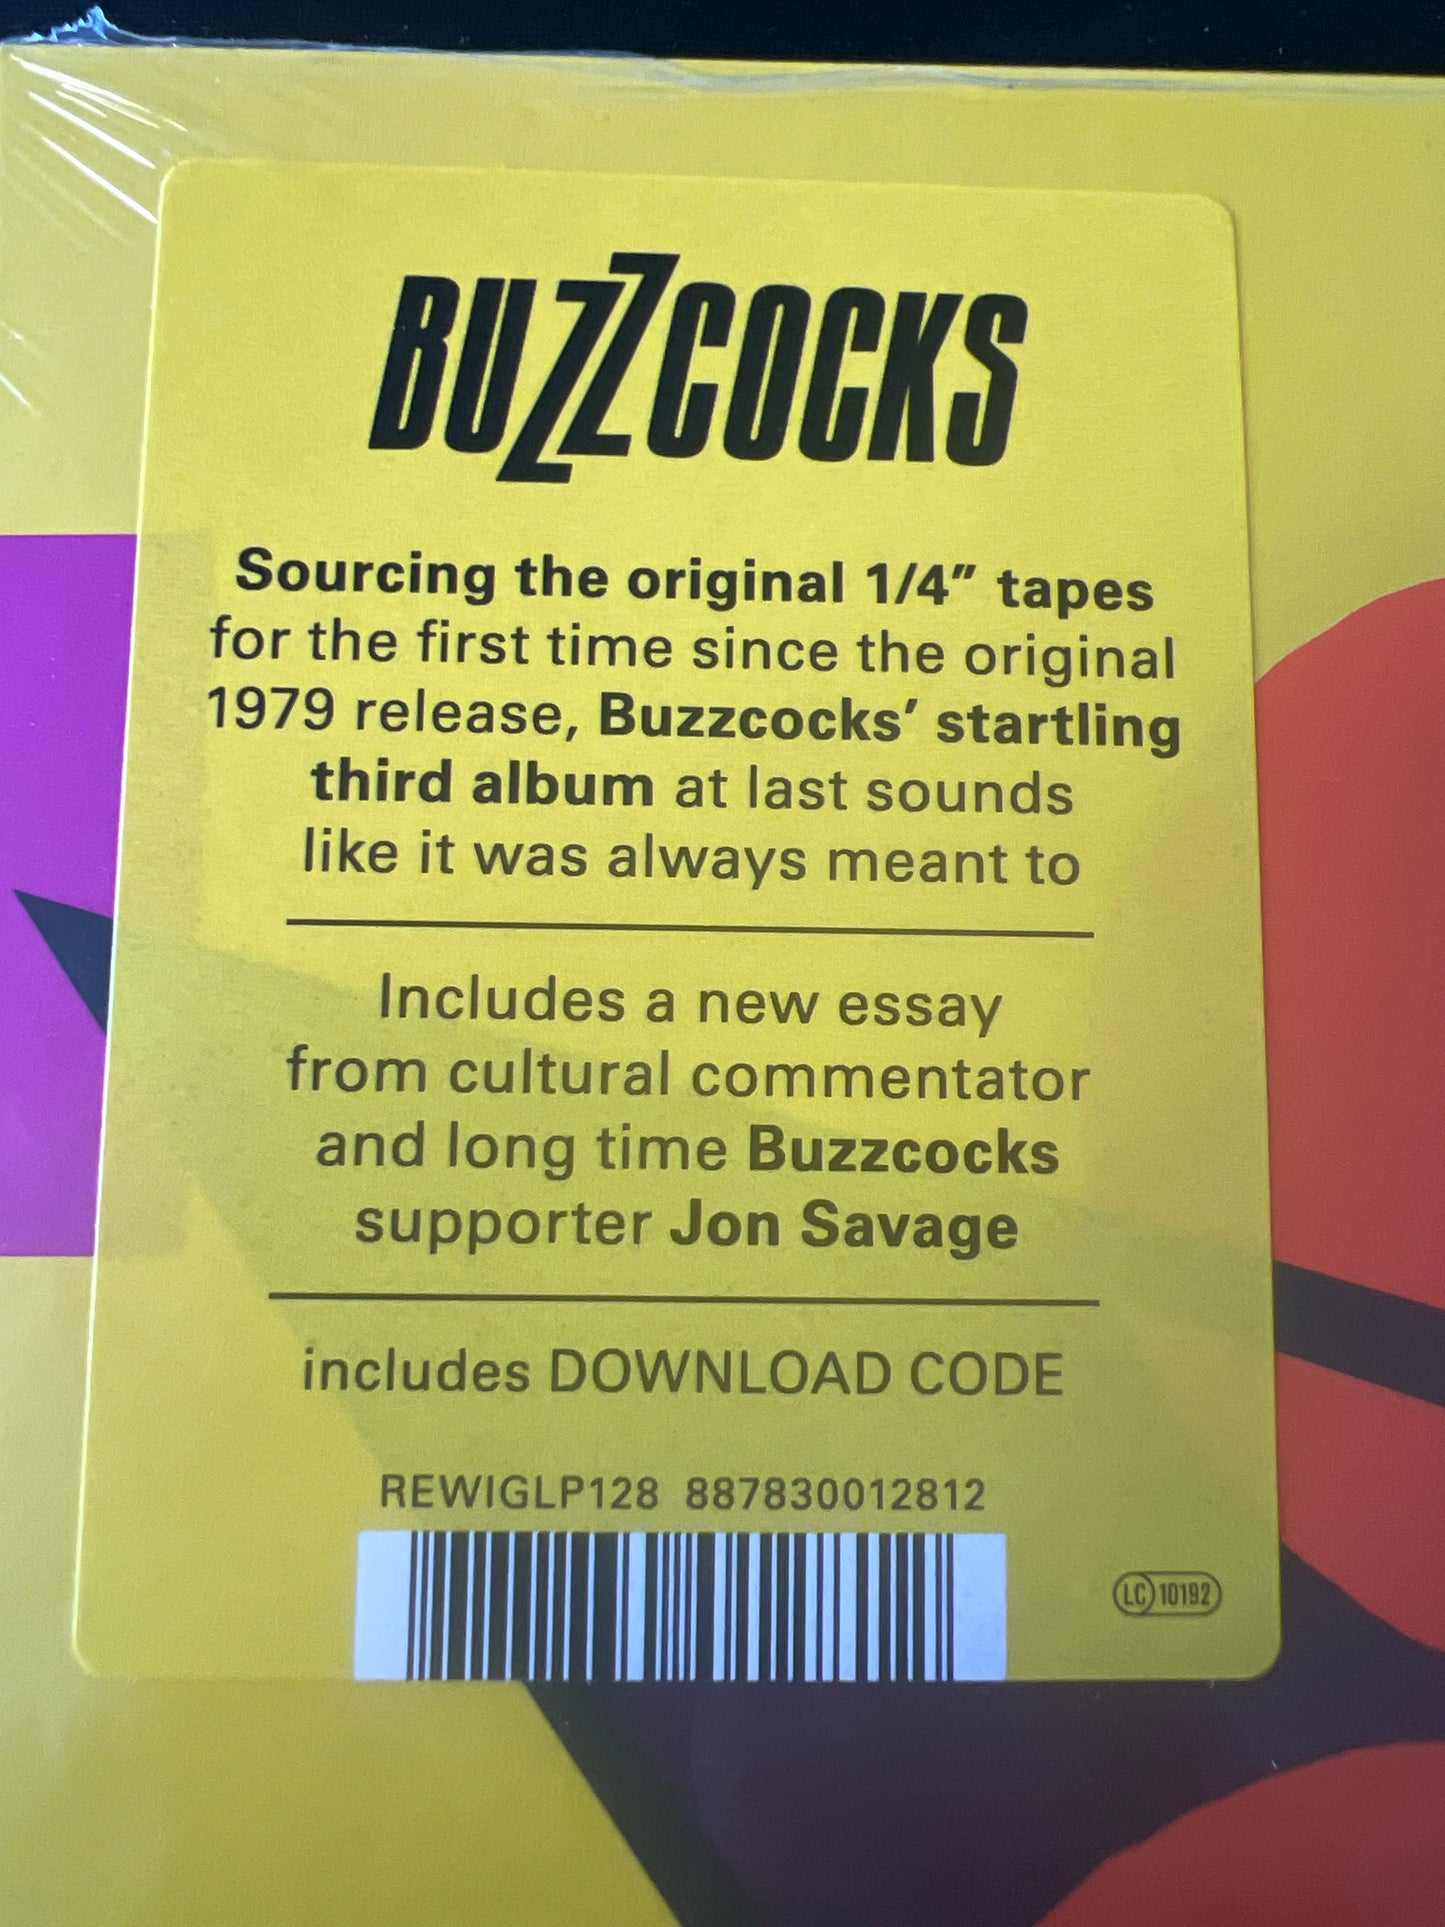 BUZZCOCKS
Sourcing the original 1/4” tapes
for the first time since the original
1979 release, Buzzcocks’ startling
third album at last sounds
like it was always meant to
Includes a new essay
from cultural commentator
and long time Buzzcocks
supporter Jon Savage
includes DOWNLOAD CODE
REWIGLP128 887830012812
LC 10192